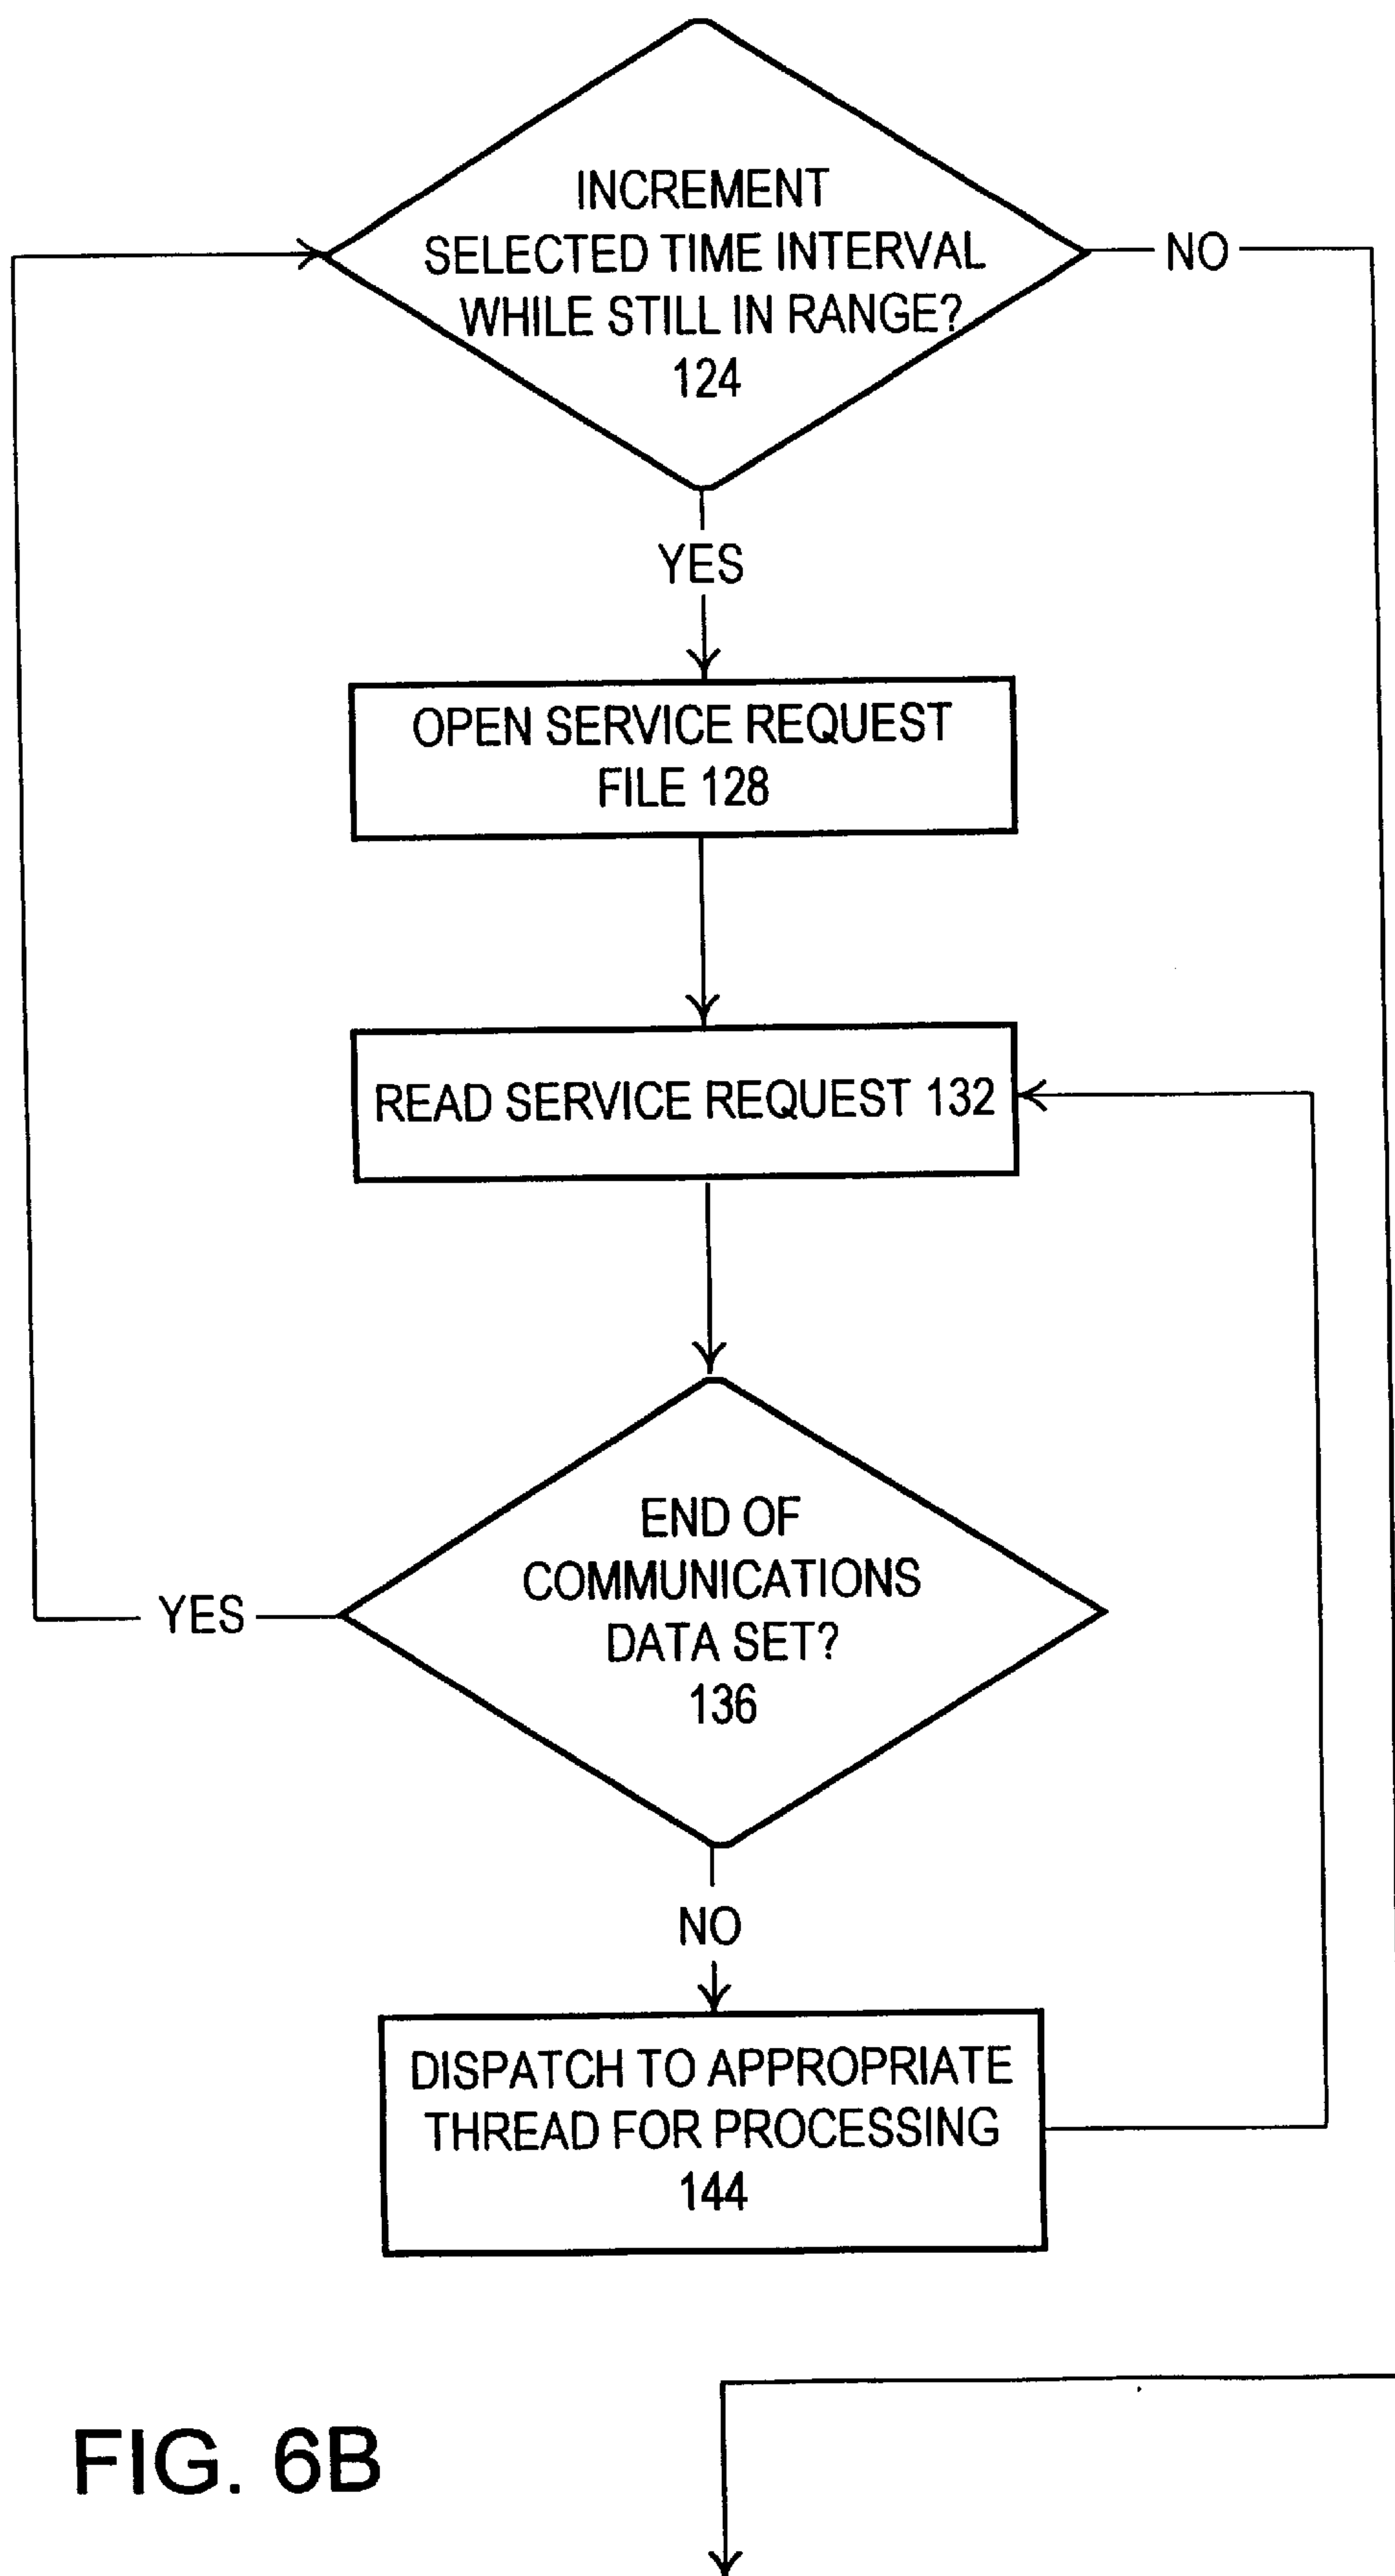 INCREMENT
SELECTED TIME INTERVAL
WHILE STILL IN RANGE?
124
NO
YES
OPEN SERVICE REQUEST
FILE 128
READ SERVICE REQUEST 132
END OF
COMMUNICATIONS
DATA SET?
136
YES
NO
DISPATCH TO APPROPRIATE
THREAD FOR PROCESSING
144
FIG. 6B